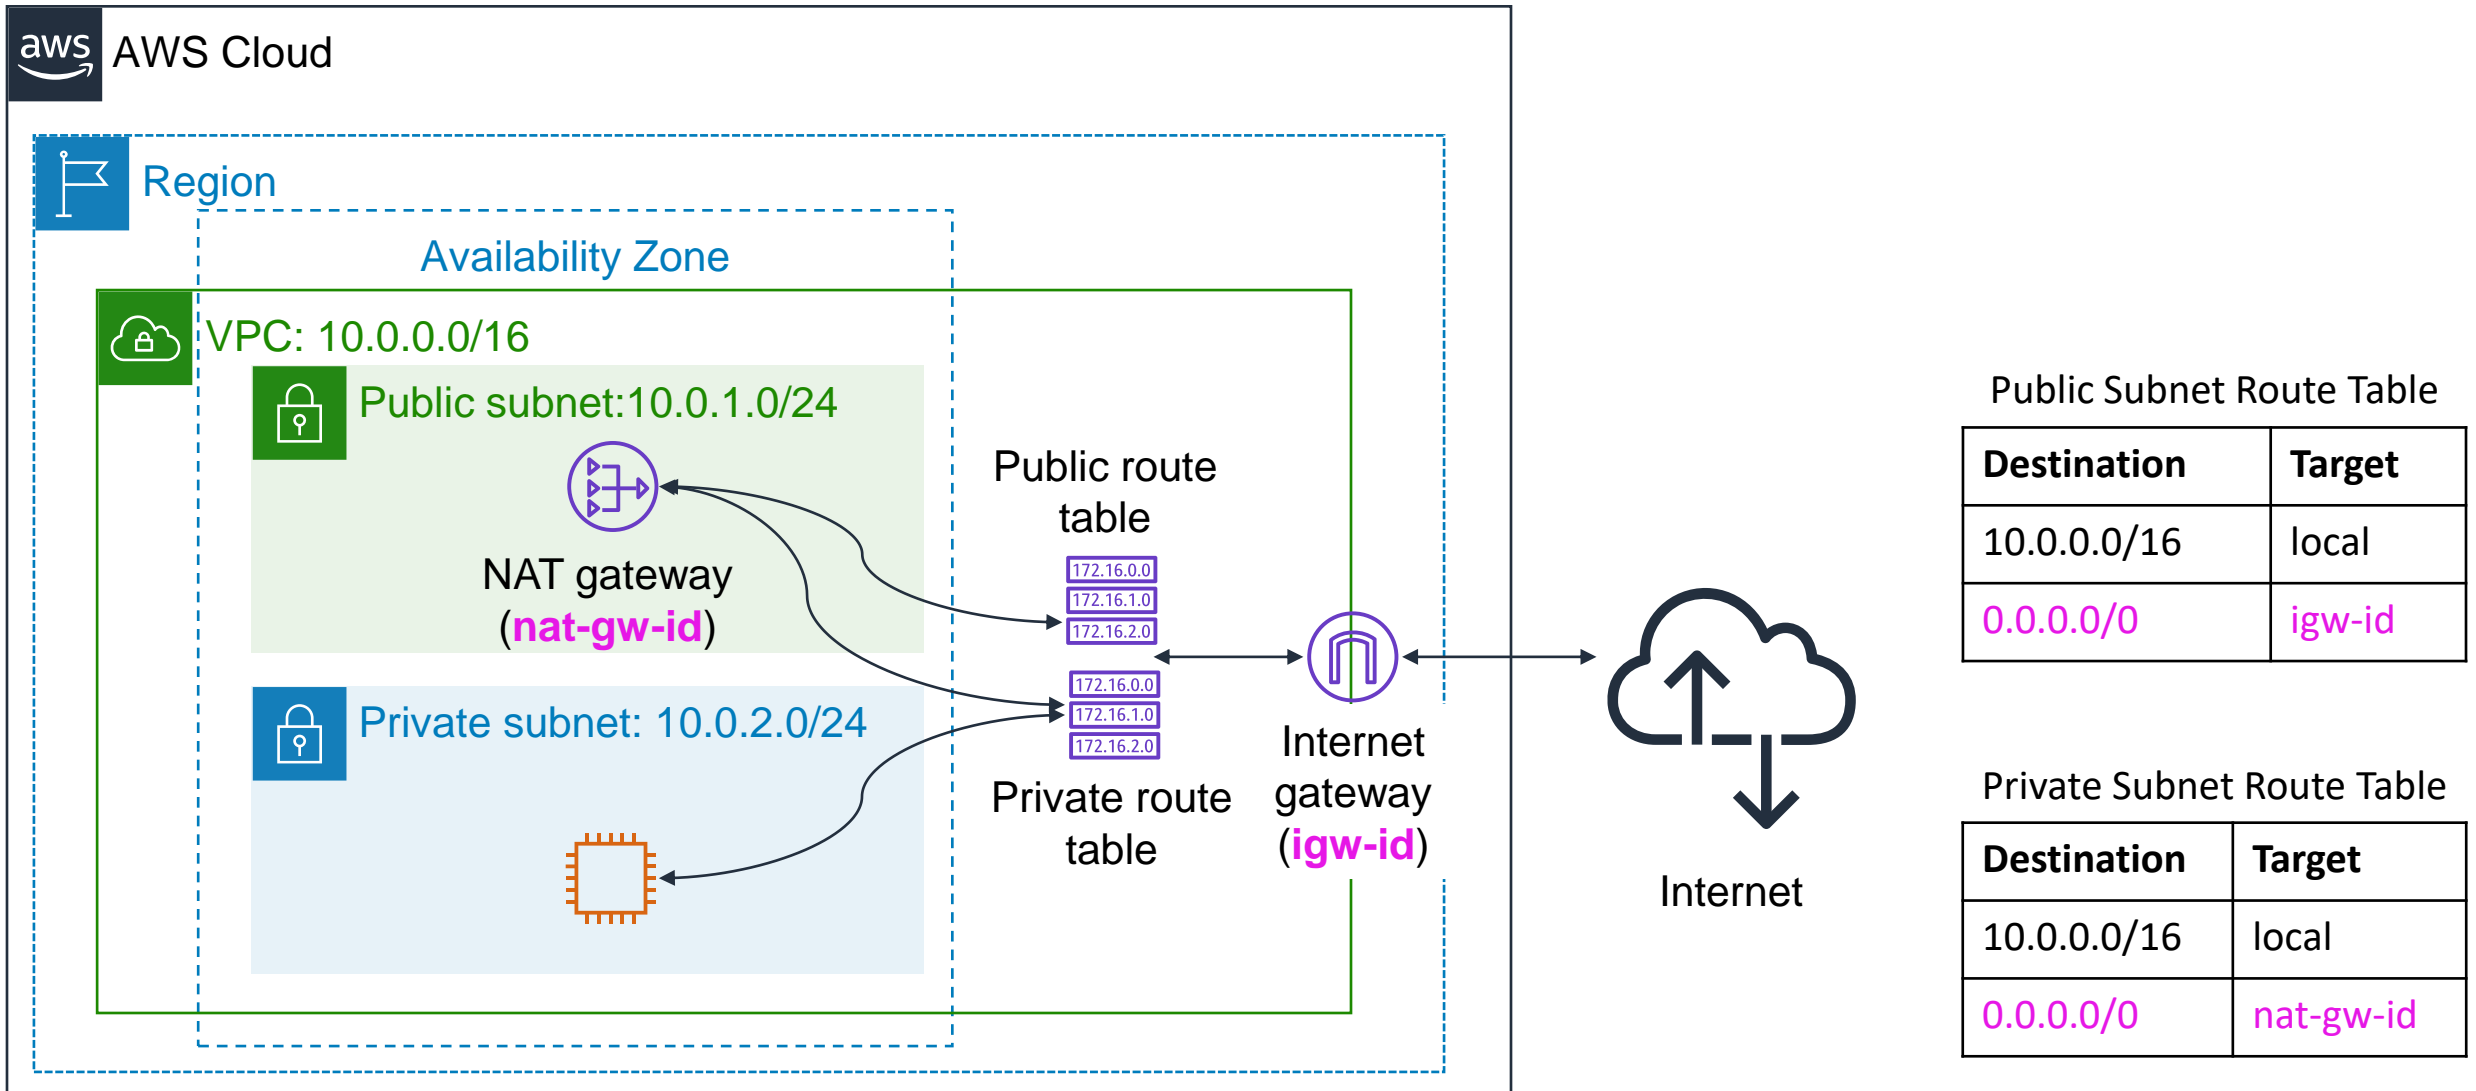 aws
AWS Cloud
Region
Availability Zone
VPC: 10.0.0.0/16
Public subnet:10.0.1.0/24
NAT gateway
(nat-gw-id)
Private subnet: 10.0.2.0/24
Public route
table
172.16.0.0
172.16.1.0
172.16.2.0
172.16.0.0
172.16.1.0
172.16.2.0
Private route
table
Internet
gateway
(igw-id)
Internet
Public Subnet Route Table
Destination Target
10.0.0.0/16 local
0.0.0.0/0 igw-id
Private Subnet Route Table
Destination Target
10.0.0.0/16 local
0.0.0.0/0 nat-gw-id